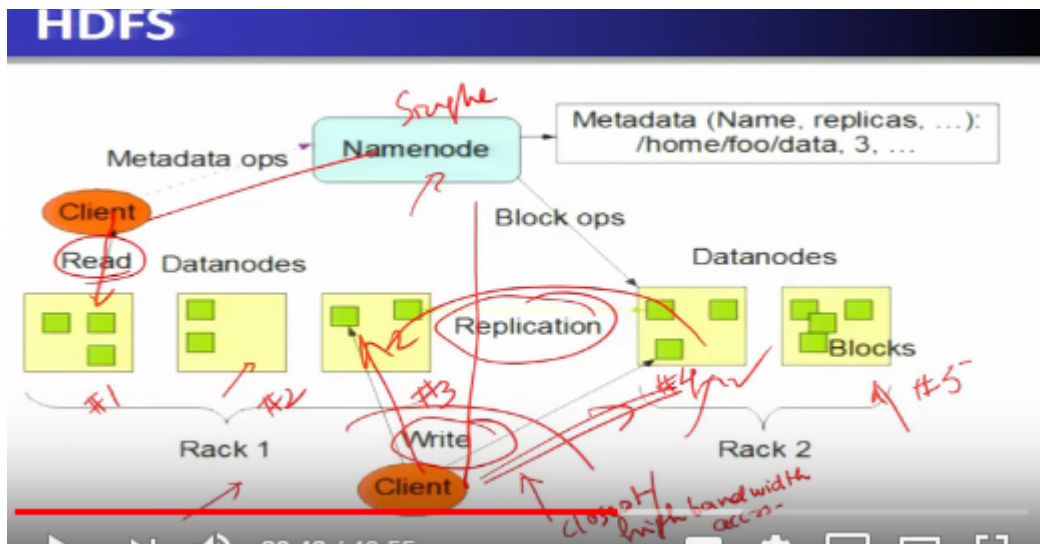 HDFS
Single
Namenode
Metadata (Name, replicas, ...):
/home/foo/data, 3, ...
Metadata ops
Client
Block ops
Read
Datanodes
Datanodes
Replication
Blocks
#1
#2
#3
#4
#5
Rack 1
Write
Rack 2
Client
closest/
high bandwidth
access